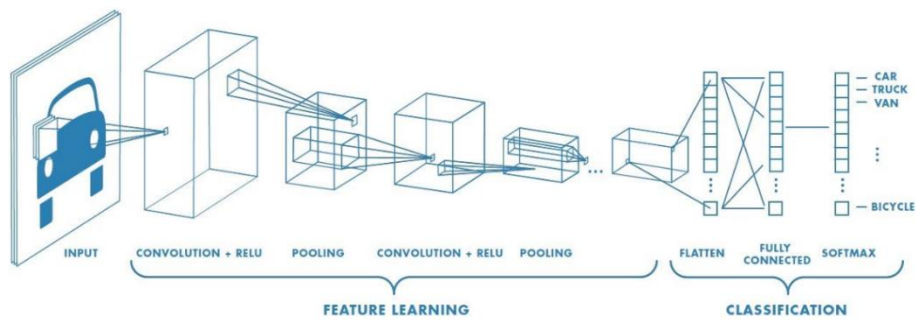 CAR
TRUCK
VAN
BICYCLE
INPUT
CONVOLUTION + RELU
POOLING
CONVOLUTION + RELU
POOLING
FLATTEN
FULLY
CONNECTED
SOFTMAX
FEATURE LEARNING
CLASSIFICATION